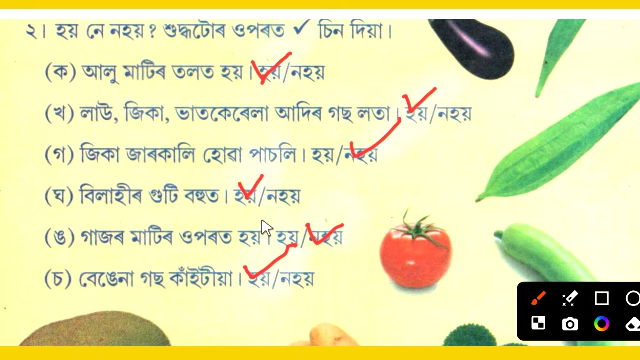 ২। হয় নে নহয়? শুদ্ধটোৰ ওপৰত ✓ চিন দিয়া।
(ক) আলু মাটিৰ তলত হয়। হয়/নহয়
(খ) লাউ, জিকা, ভাতকেৰেলা আদিৰ গছ লতা। হয়/নহয়
(গ) জিকা জাৰকালি হোৱা পাচলি। হয়/নহয়
(ঘ) বিলাহীৰ গুটি বহুত। হয়/নহয়
(ঙ) গাজৰ মাটিৰ ওপৰত হয়। হয়/নহয়
(চ) বেঙেনা গছ কাঁইটীয়া। হয়/নহয়